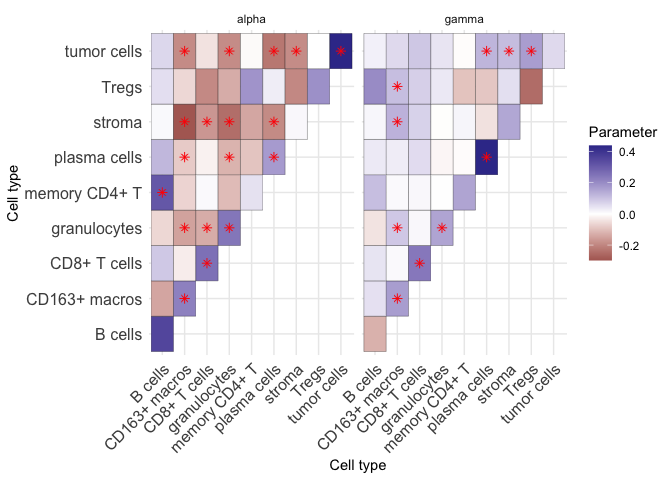 alpha
gamma
Cell type
tumor cells
Tregs
stroma
plasma cells
memory CD4+ T
granulocytes
CD8+ T cells
CD163+ macros
B cells
B cells
CD163+ macros
CD8+ T cells
granulocytes
memory CD4+ T
plasma cells
stroma
Tregs
tumor cells
B cells
CD163+ macros
CD8+ T cells
granulocytes
memory CD4+ T
plasma cells
stroma
Tregs
tumor cells
Cell type
Parameter
0.4
0.2
0.0
-0.2